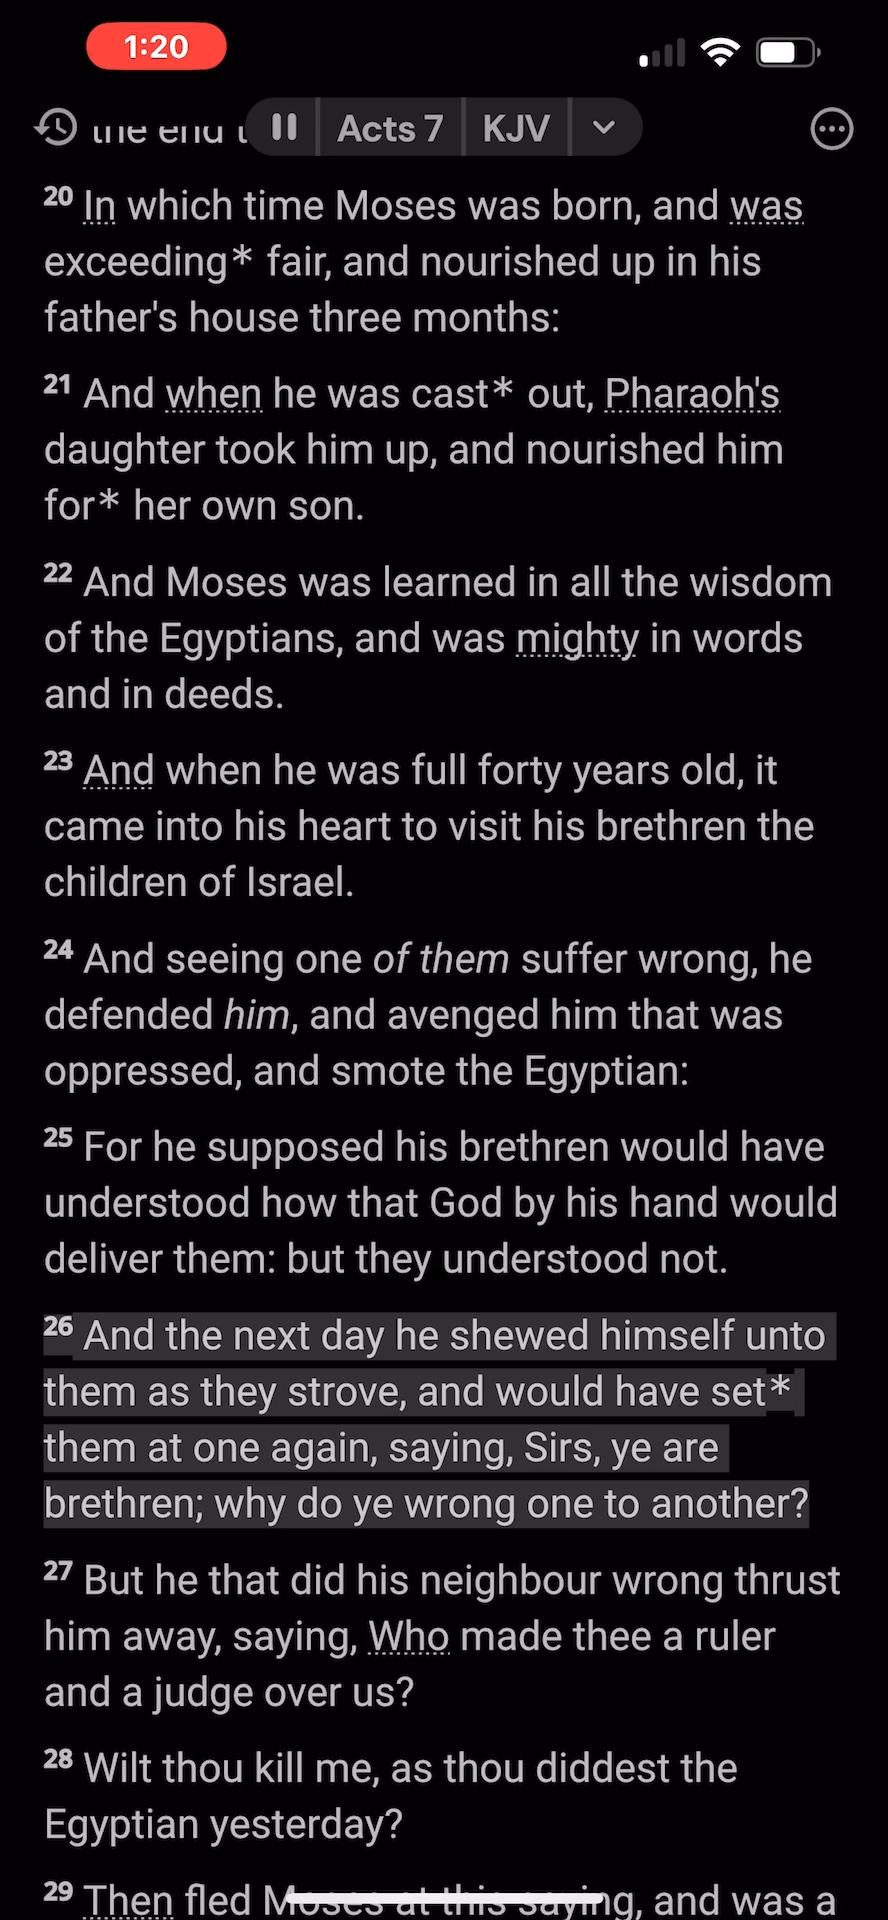 1:20
the end t
Acts 7 KJV
20 In which time Moses was born, and was
exceeding* fair, and nourished up in his
father's house three months:
21 And when he was cast* out, Pharaoh's
daughter took him up, and nourished him
for* her own son.
22 And Moses was learned in all the wisdom
of the Egyptians, and was mighty in words
and in deeds.
23 And when he was full forty years old, it
came into his heart to visit his brethren the
children of Israel.
24 And seeing one of them suffer wrong, he
defended him, and avenged him that was
oppressed, and smote the Egyptian:
25 For he supposed his brethren would have
understood how that God by his hand would
deliver them: but they understood not.
26 And the next day he shewed himself unto
them as they strove, and would have set*
them at one again, saying, Sirs, ye are
brethren; why do ye wrong one to another?
27 But he that did his neighbour wrong thrust
him away, saying, Who made thee a ruler
and a judge over us?
28 Wilt thou kill me, as thou diddest the
Egyptian yesterday?
29 Then fled Moses at this saying, and was a